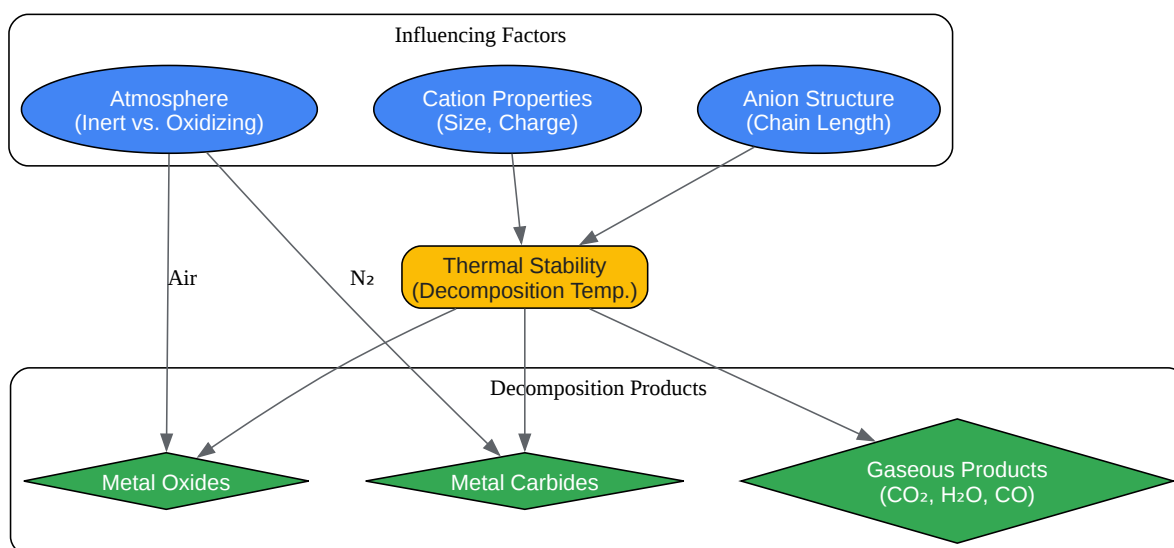 Influencing Factors
Atmosphere
(Inert vs. Oxidizing)
Cation Properties
(Size, Charge)
Anion Structure
(Chain Length)
Air
N₂
Thermal Stability
(Decomposition Temp.)
Decomposition Products
Metal Oxides
Metal Carbides
Gaseous Products
(CO₂, H₂O, CO)